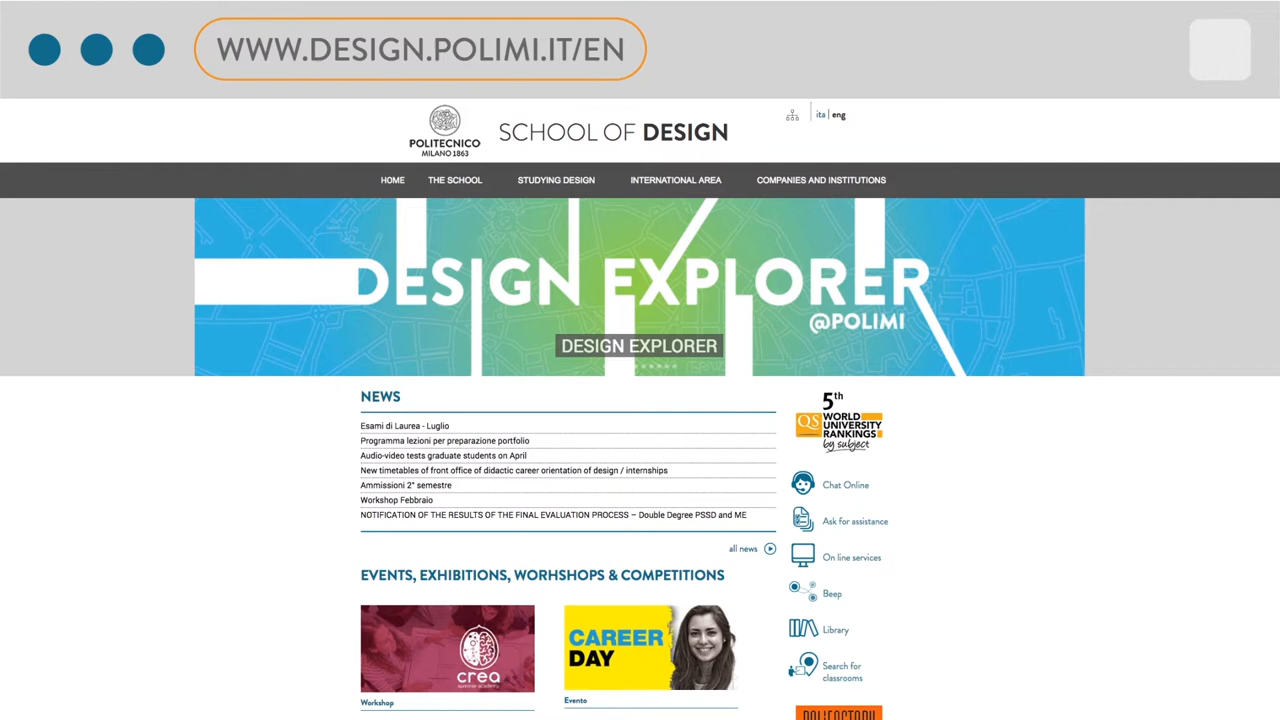 WWW.DESIGN.POLIMI.IT/EN
POLITECNICO
MILANO 1863
SCHOOL OF DESIGN
ita | eng
HOME
THE SCHOOL
STUDYING DESIGN
INTERNATIONAL AREA
COMPANIES AND INSTITUTIONS
DESIGN EXPLORER
@POLIMI
DESIGN EXPLORER
NEWS
Esami di Laurea - Luglio
Programma lezioni per preparazione portfolio
Audio-video tests graduate students on April
New timetables of front office of didactic career orientation of design / internships
Ammissioni 2° semestre
Workshop Febbraio
NOTIFICATION OF THE RESULTS OF THE FINAL EVALUATION PROCESS – Double Degree PSSD and ME
all news
5th
QS WORLD
UNIVERSITY
RANKINGS
by subject
Chat Online
Ask for assistance
On line services
Beep
Library
Search for
classrooms
EVENTS, EXHIBITIONS, WORHSHOPS & COMPETITIONS
crea
summer academy
Workshop
CAREER
DAY
Evento
POLIFACTORY